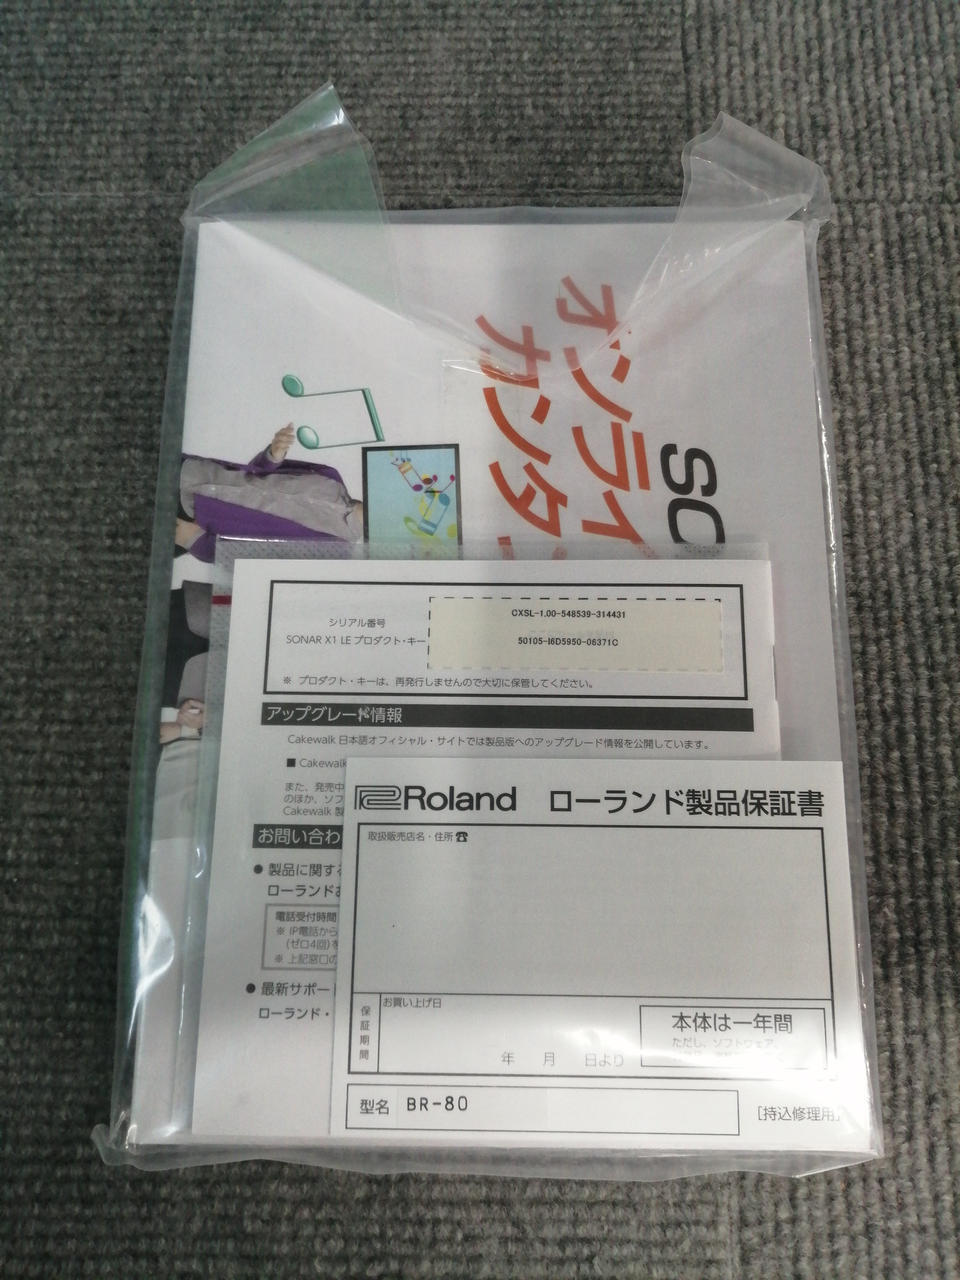 オンライ
カンタ
SO
シリアル番号
CXSL-1.00-548539-314431
SONAR X1 LE プロダクト・キー
50105-I6D5950-06371C
※ プロダクト・キーは、再発行しませんので大切に保管してください。
アップグレード情報
Cakewalk 日本語オフィシャル・サイトでは製品版へのアップグレード情報を公開しています。
■ Cakewalk
また、発売中
のほか、ソフ
Cakewalk 製
お問い合わ
● 製品に関する
ローランドお
電話受付時間
※ IP電話から
(ゼロ4回)を
※ 上記窓口の
● 最新サポー
ローランド・
Roland ローランド製品保証書
取扱販売店名・住所☎
保証期間
お買い上げ日
年 月 日より
本体は一年間
ただし、ソフトウェア、
型名 BR-80
[持込修理用]